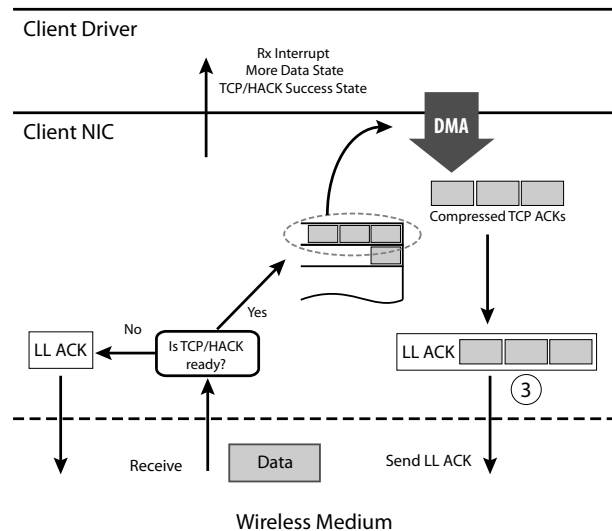 Client Driver
Rx Interrupt
More Data State
TCP/HACK Success State
Client NIC
DMA
Compressed TCP ACKs
Yes
No
LL ACK
Is TCP/HACK
ready?
LL ACK
3
Receive
Data
Send LL ACK
Wireless Medium